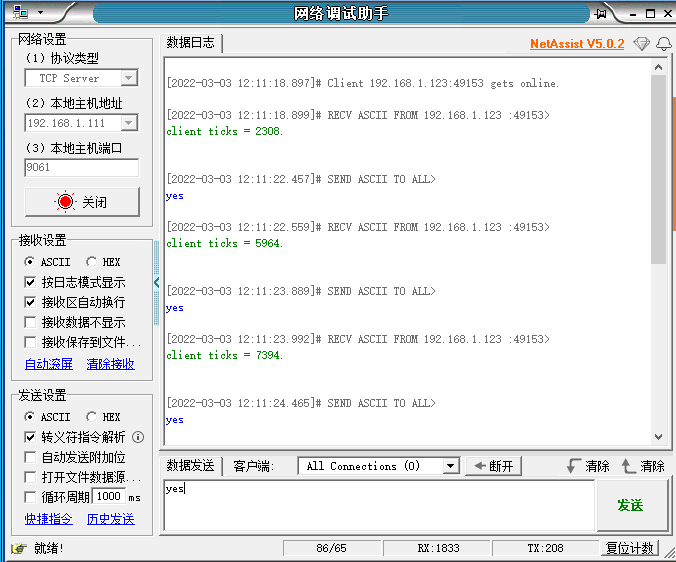 网络调试助手
网络设置
(1) 协议类型
TCP Server
(2) 本地主机地址
192.168.1.111
(3) 本地主机端口
9061
关闭
接收设置
ASCII HEX
按日志模式显示
接收区自动换行
接收数据不显示
接收保存到文件...
自动滚屏 清除接收
发送设置
ASCII HEX
转义符指令解析
自动发送附加位
打开文件数据源...
循环周期 1000 ms
快捷指令 历史发送
数据日志
NetAssist V5.0.2
[2022-03-03 12:11:18.897]# Client 192.168.1.123:49153 gets online.
[2022-03-03 12:11:18.899]# RECV ASCII FROM 192.168.1.123 :49153>
client ticks = 2308.
[2022-03-03 12:11:22.457]# SEND ASCII TO ALL>
yes
[2022-03-03 12:11:22.559]# RECV ASCII FROM 192.168.1.123 :49153>
client ticks = 5964.
[2022-03-03 12:11:23.889]# SEND ASCII TO ALL>
yes
[2022-03-03 12:11:23.992]# RECV ASCII FROM 192.168.1.123 :49153>
client ticks = 7394.
[2022-03-03 12:11:24.465]# SEND ASCII TO ALL>
yes
数据发送 客户端: All Connections (0) 断开 清除 清除
yes
发送
就绪! 86/65 RX:1833 TX:208 复位计数